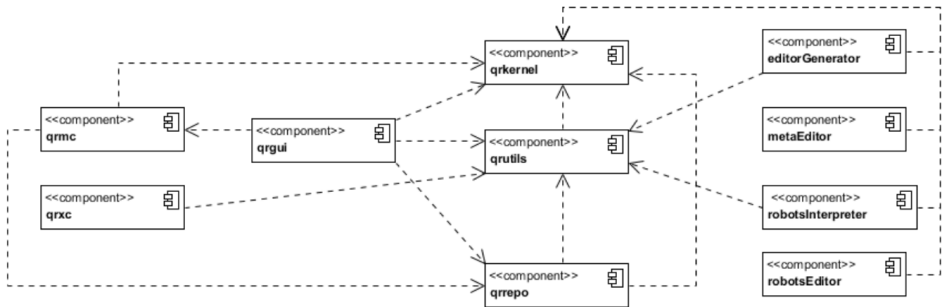 <<component>>
qrkernel
<<component>>
editorGenerator
<<component>>
qrmc
<<component>>
qrgui
<<component>>
qrutils
<<component>>
metaEditor
<<component>>
qrxc
<<component>>
robotsInterpreter
<<component>>
qrrepo
<<component>>
robotsEditor